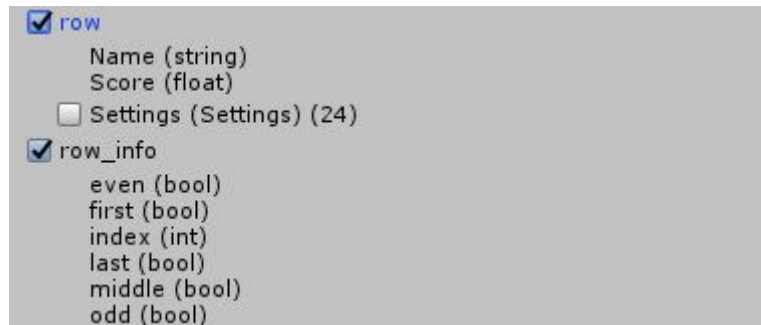 row
Name (string)
Score (float)
Settings (Settings) (24)
row_info
even (bool)
first (bool)
index (int)
last (bool)
middle (bool)
odd (bool)